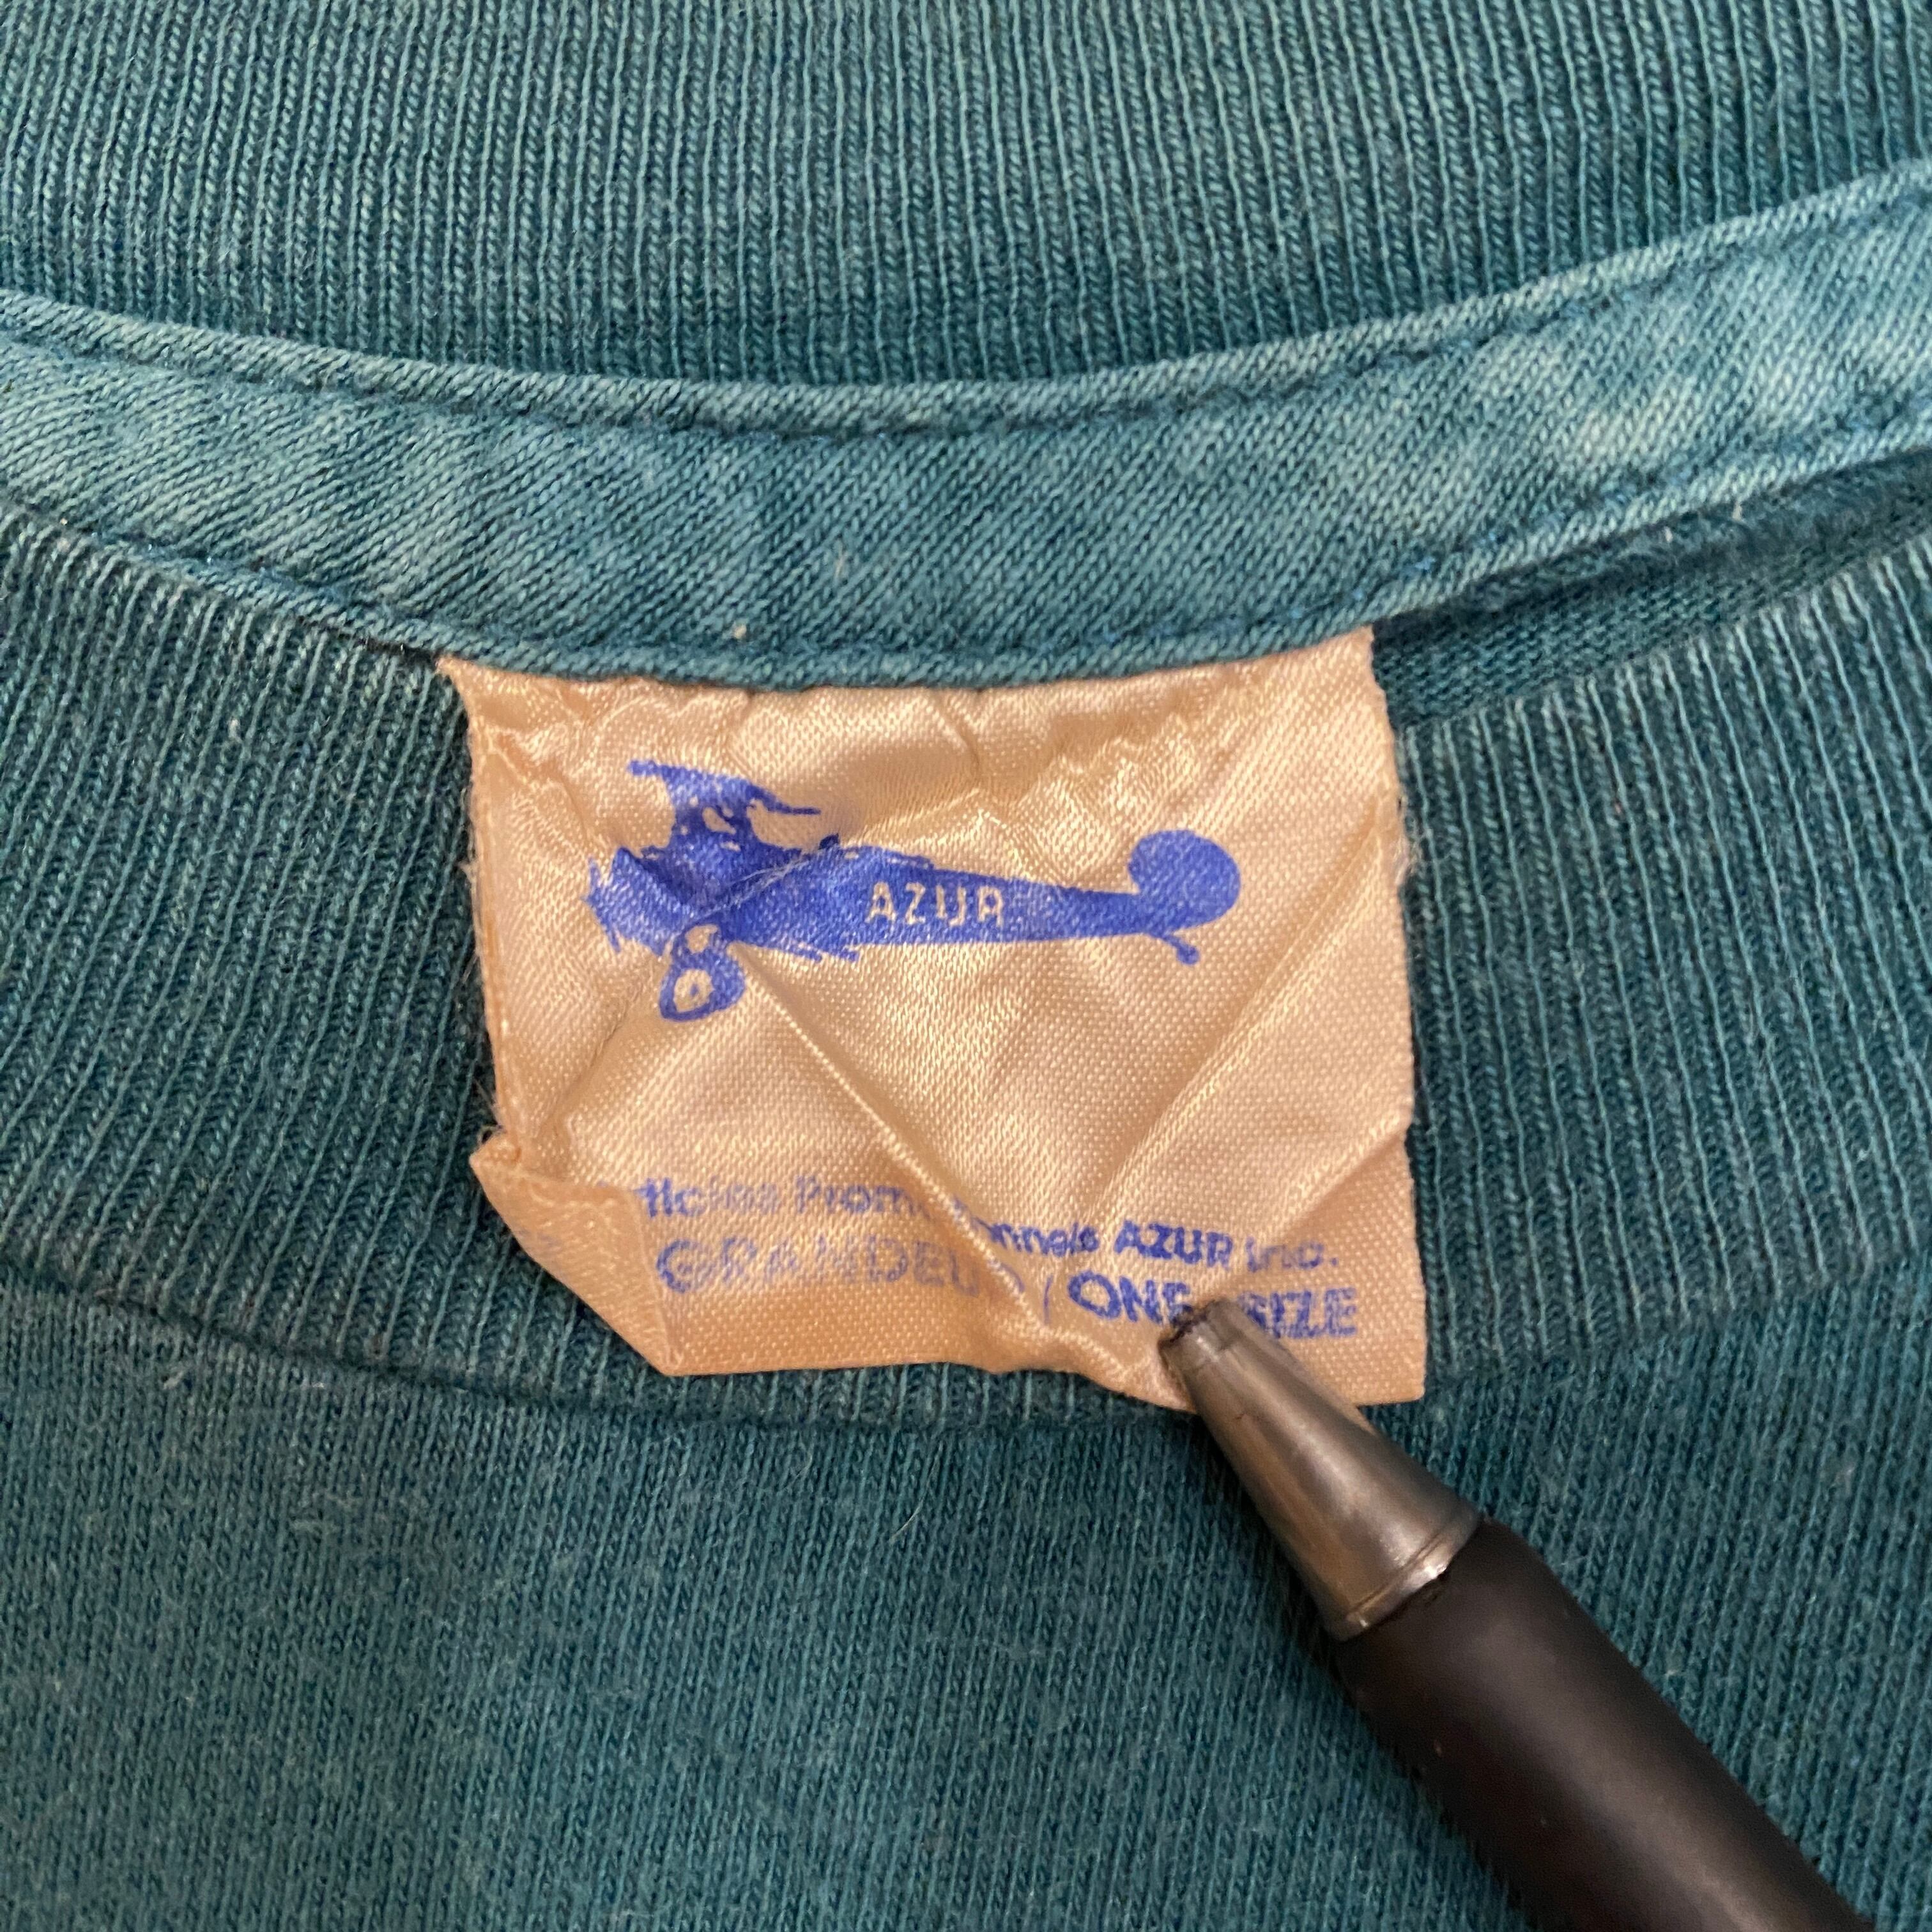 AZUR
Articles Promotionnels AZUR Inc.
GRANDEUR / ONE SIZE